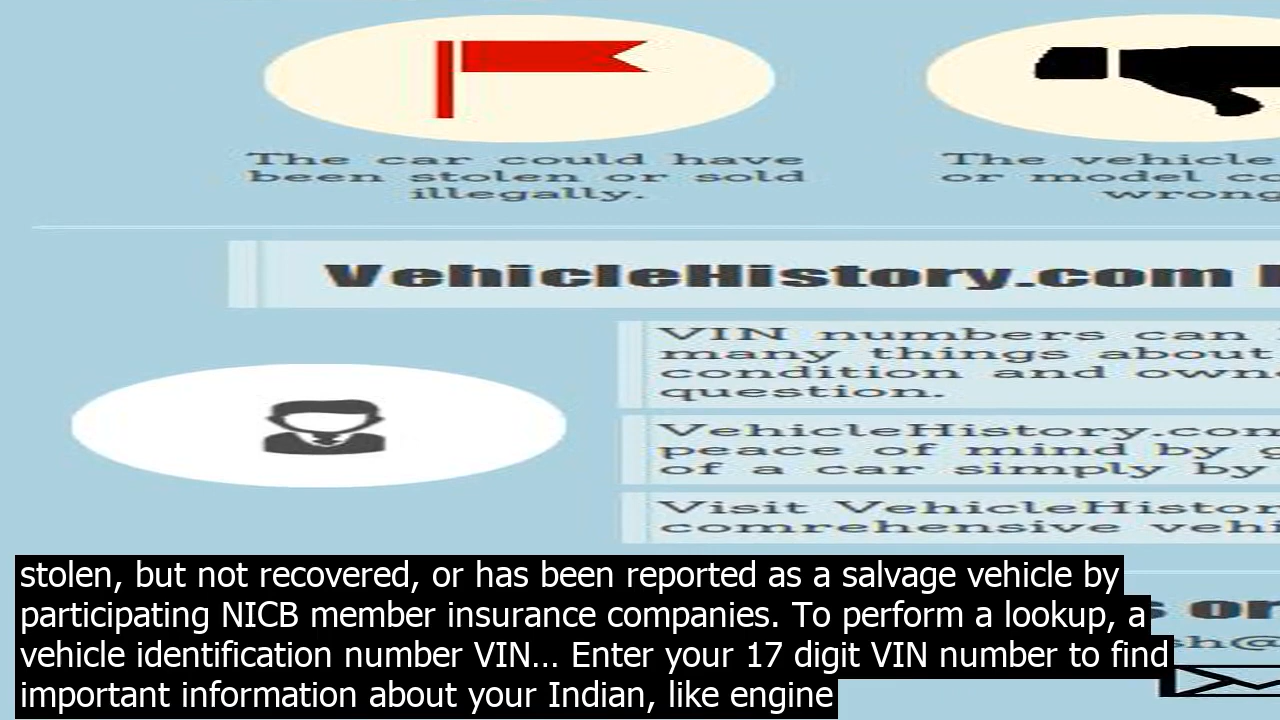 The car could have
been stolen or sold
illegally.
The vehicle
or model
wrong
VehicleHistory.com
VIN numbers can
many things about
condition and
question.
VehicleHistory.com
peace of mind by
of a car simply by
Visit
comrehensive
stolen, but not recovered, or has been reported as a salvage vehicle by
participating NICB member insurance companies. To perform a lookup, a
vehicle identification number VIN... Enter your 17 digit VIN number to find
important information about your Indian, like engine